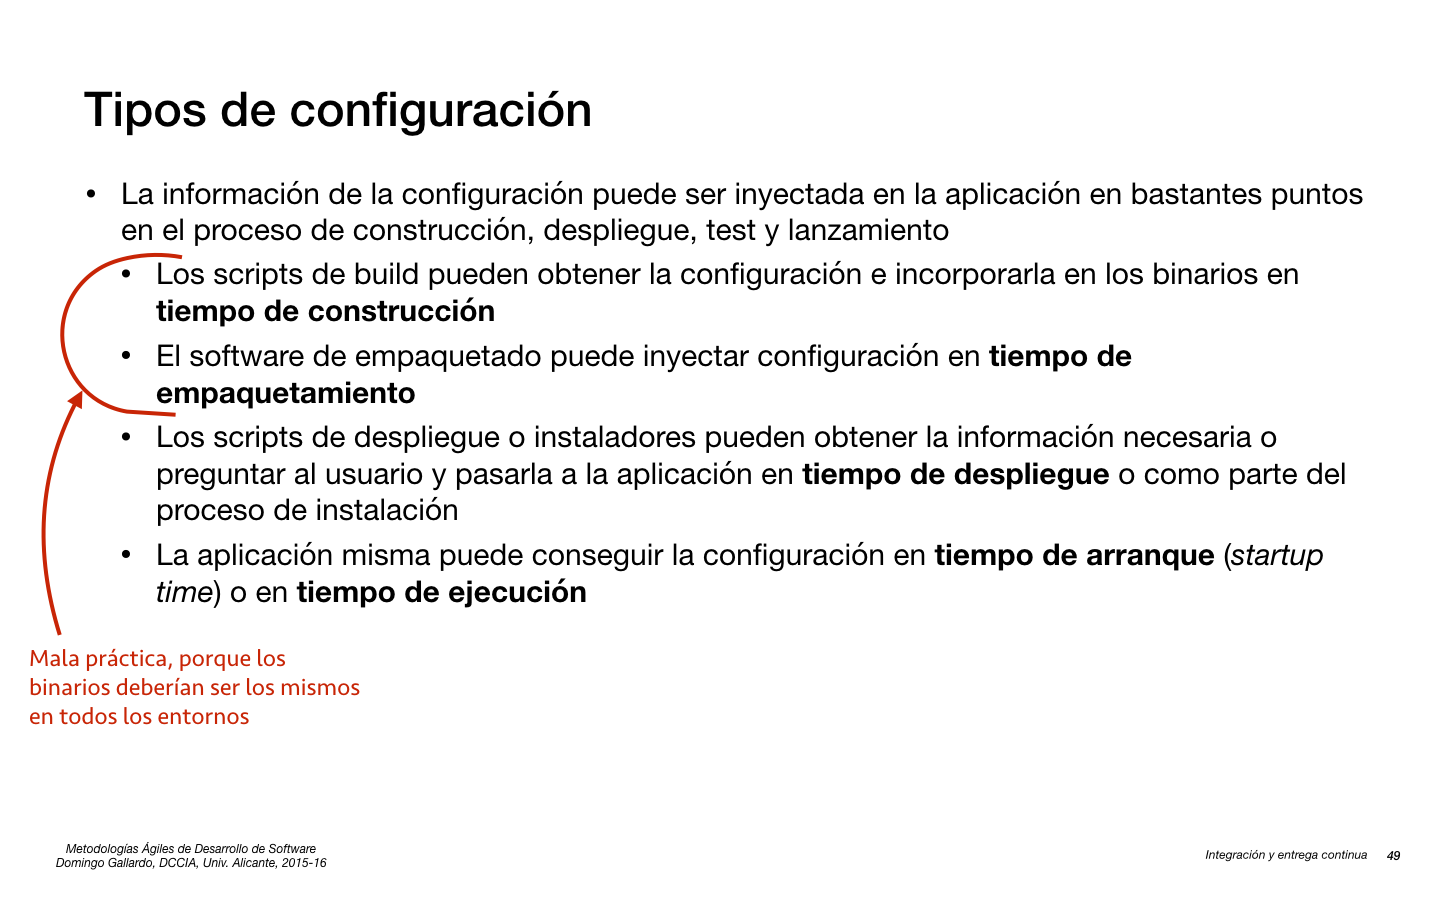 Tipos de configuración
• La información de la configuración puede ser inyectada en la aplicación en bastantes puntos
en el proceso de construcción, despliegue, test y lanzamiento
• Los scripts de build pueden obtener la configuración e incorporarla en los binarios en
tiempo de construcción
• El software de empaquetado puede inyectar configuración en tiempo de
empaquetamiento
• Los scripts de despliegue o instaladores pueden obtener la información necesaria o
preguntar al usuario y pasarla a la aplicación en tiempo de despliegue o como parte del
proceso de instalación
• La aplicación misma puede conseguir la configuración en tiempo de arranque (startup
time) o en tiempo de ejecución
Mala práctica, porque los
binarios deberían ser los mismos
en todos los entornos
Metodologías Ágiles de Desarrollo de Software
Domingo Gallardo, DCCIA, Univ. Alicante, 2015-16
Integración y entrega continua 49